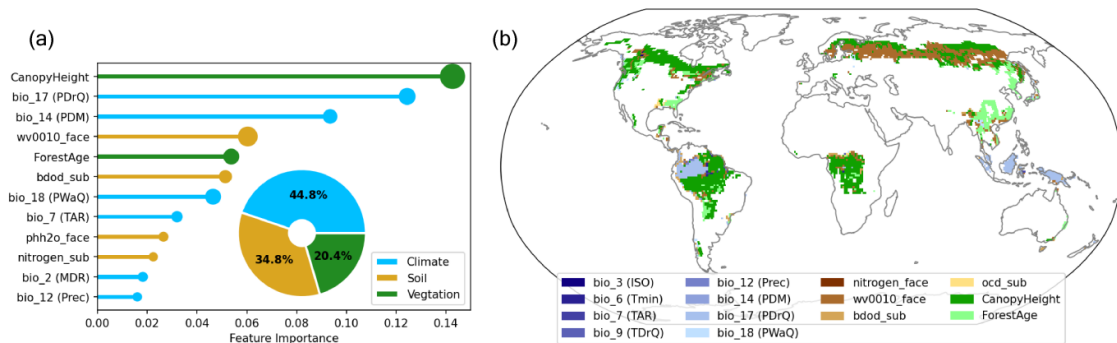 (a)
CanopyHeight
bio_17 (PDrQ)
bio_14 (PDM)
wv0010_face
ForestAge
bdod_sub
bio_18 (PWaQ)
bio_7 (TAR)
phh2o_face
nitrogen_sub
bio_2 (MDR)
bio_12 (Prec)
44.8%
34.8%
20.4%
Climate
Soil
Vegtation
0.00 0.02 0.04 0.06 0.08 0.10 0.12 0.14
Feature Importance
(b)
bio_3 (ISO) bio_12 (Prec) nitrogen_face ocd_sub
bio_6 (Tmin) bio_14 (PDM) wv0010_face CanopyHeight
bio_7 (TAR) bio_17 (PDrQ) bdod_sub ForestAge
bio_9 (TDrQ) bio_18 (PWaQ)